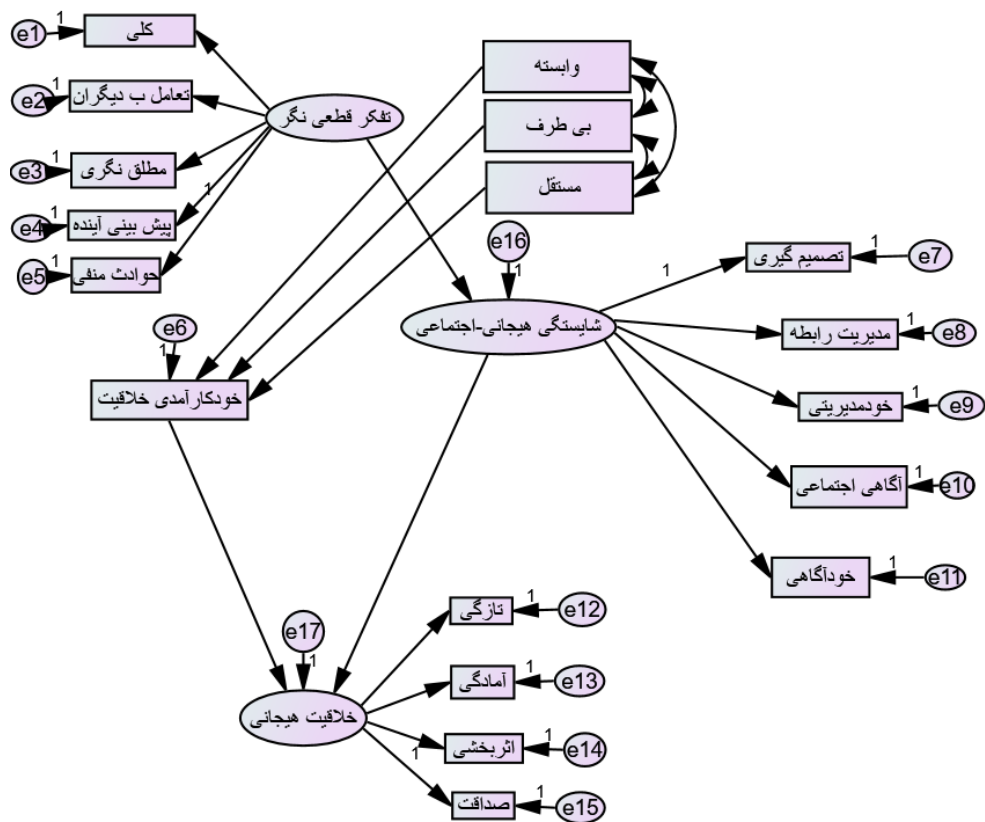 e1
1
کلی
e2
1
تعامل ب دیگران
e3
1
مطلق نگری
e4
1
پیش بینی آینده
1
e5
1
حوادث منفی
تفکر قطعی نگر
وابسته
بی طرف
مستقل
e16
1
شایستگی هیجانی-اجتماعی
1
تصمیم گیری
1
e7
مدیریت رابطه
1
e8
خودمدیریتی
1
e9
آگاهی اجتماعی
1
e10
خودآگاهی
1
e11
e6
1
خودکارآمدی خلاقیت
e17
1
خلاقیت هیجانی
تازگی
1
e12
آمادگی
1
e13
اثربخشی
1
e14
1
صداقت
1
e15